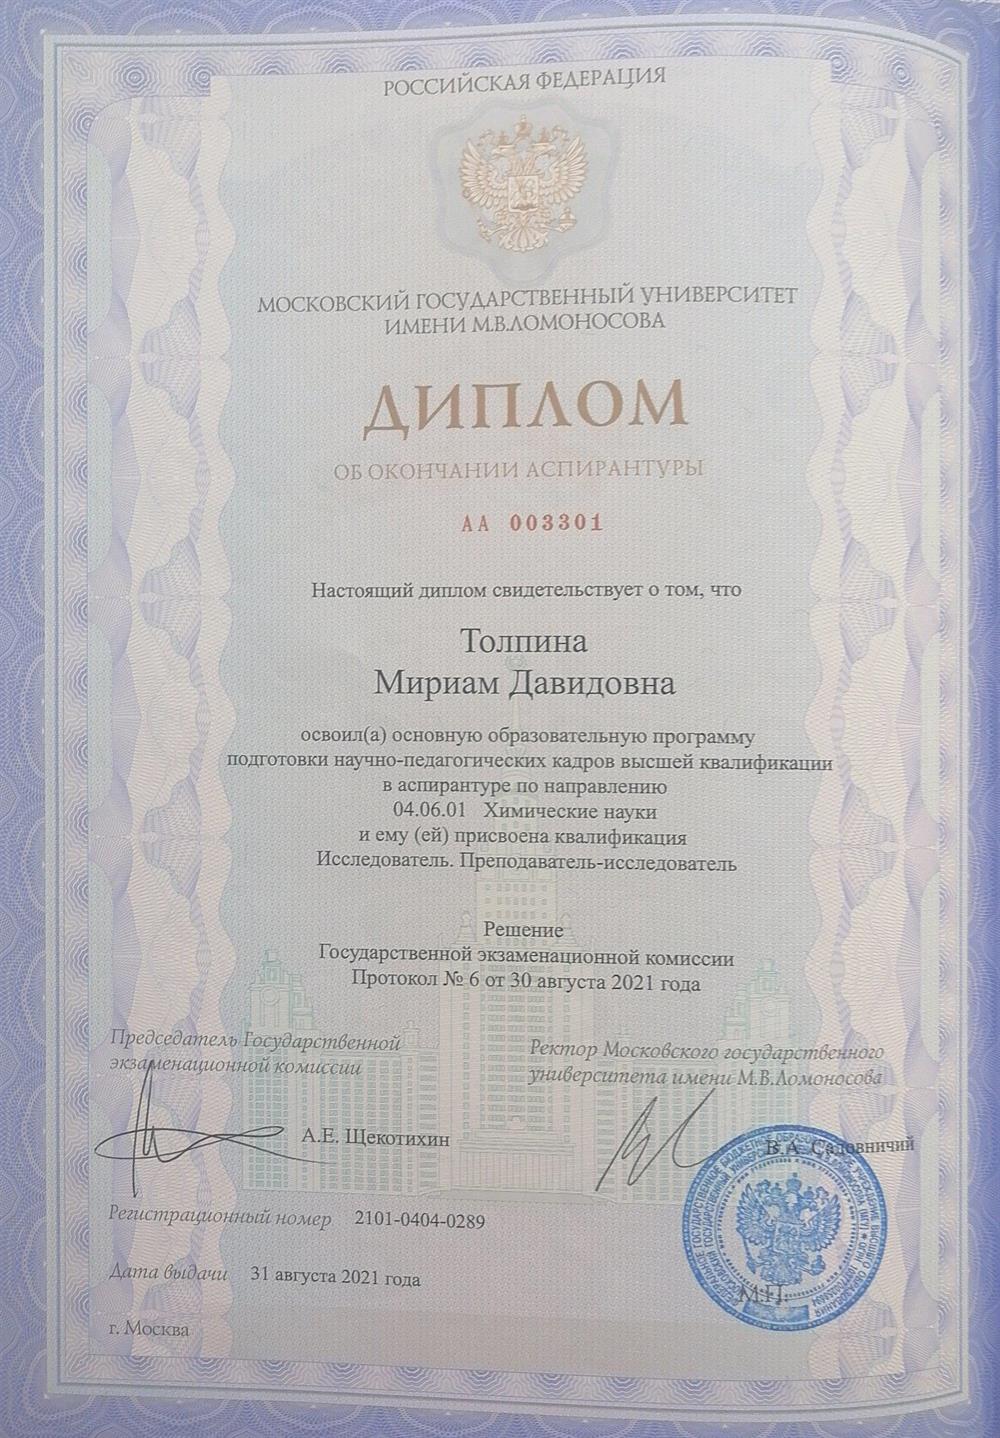 РОССИЙСКАЯ ФЕДЕРАЦИЯ
МОСКОВСКИЙ ГОСУДАРСТВЕННЫЙ УНИВЕРСИТЕТ
ИМЕНИ М.В.ЛОМОНОСОВА
ДИПЛОМ
ОБ ОКОНЧАНИИ АСПИРАНТУРЫ
АА 003301
Настоящий диплом свидетельствует о том, что
Толпина
Мириам Давидовна
освоил(а) основную образовательную программу
подготовки научно-педагогических кадров высшей квалификации
в аспирантуре по направлению
04.06.01 Химические науки
и ему (ей) присвоена квалификация
Исследователь. Преподаватель-исследователь
Решение
Государственной экзаменационной комиссии
Протокол № 6 от 30 августа 2021 года
Председатель Государственной
экзаменационной комиссии
А.Е. Щекотихин
Ректор Московского государственного
университета имени М.В.Ломоносова
В.А. Садовничий
М.П.
Регистрационный номер 2101-0404-0289
Дата выдачи 31 августа 2021 года
г. Москва